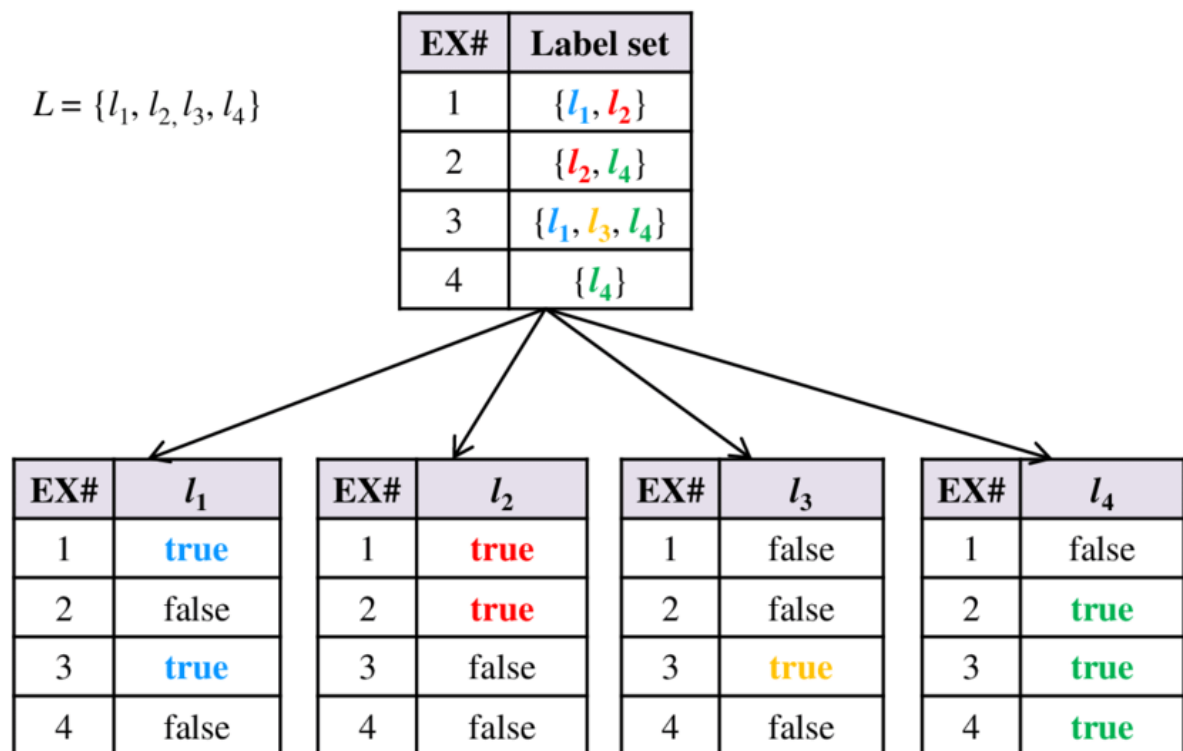 EX# Label set
L = {l₁, l₂, l₃, l₄}
1 {l₁, l₂}
2 {l₂, l₄}
3 {l₁, l₃, l₄}
4 {l₄}
EX# l₁
1 true
2 false
3 true
4 false
EX# l₂
1 true
2 true
3 false
4 false
EX# l₃
1 false
2 false
3 true
4 false
EX# l₄
1 false
2 true
3 true
4 true